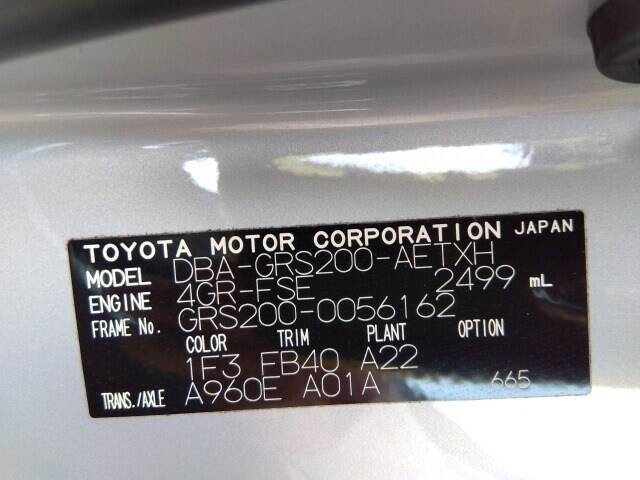 TOYOTA MOTOR CORPORATION JAPAN
MODEL DBA-GRS200-AETXH
ENGINE 4GR-FSE 2499 mL
FRAME No. GRS200-0056162
COLOR TRIM PLANT OPTION
1F3 FB40 A22
TRANS./AXLE A960E A01A 665